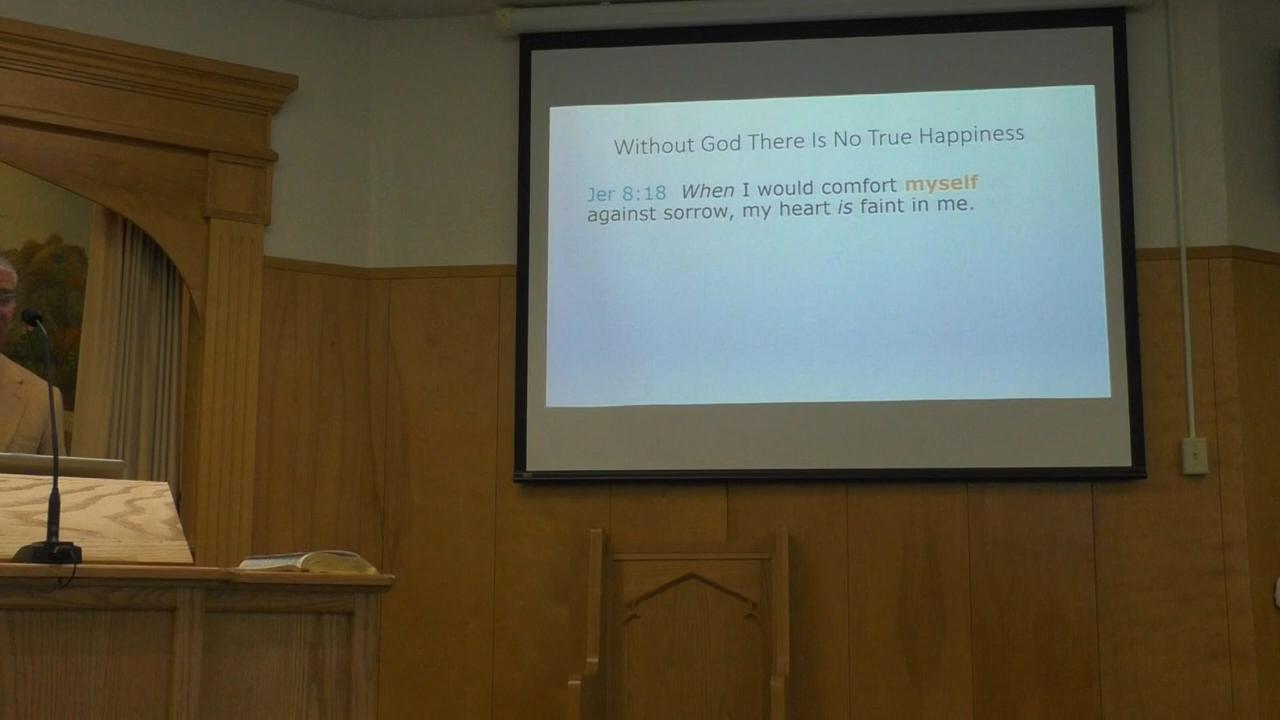 Without God There Is No True Happiness
Jer 8:18 When I would comfort myself
against sorrow, my heart is faint in me.